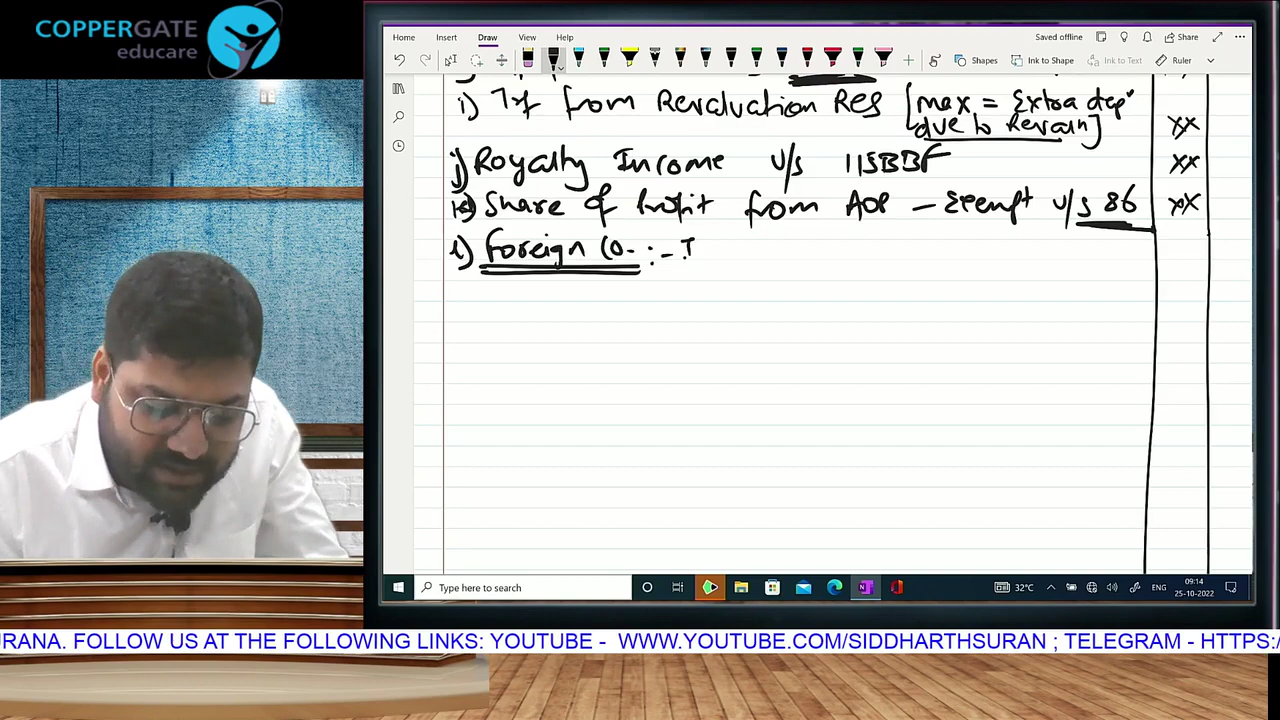 COPPERGATE
educare
Home Insert Draw View Help
Saved offline Share
Shapes Ink to Shape Ink to Text Ruler
i) Tf from Revaluation Res [max = Extra dep"
due to Revaln] xx
j) Royalty Income u/s 115BBF xx
k) Share of Profit from AOP - Exempt u/s 86 xx
l) Foreign Co- :-
Type here to search
32°C ENG 09:14
25-10-2022
URANA. FOLLOW US AT THE FOLLOWING LINKS: YOUTUBE - WWW.YOUTUBE.COM/SIDDHARTHSURAN ; TELEGRAM - HTTPS:/